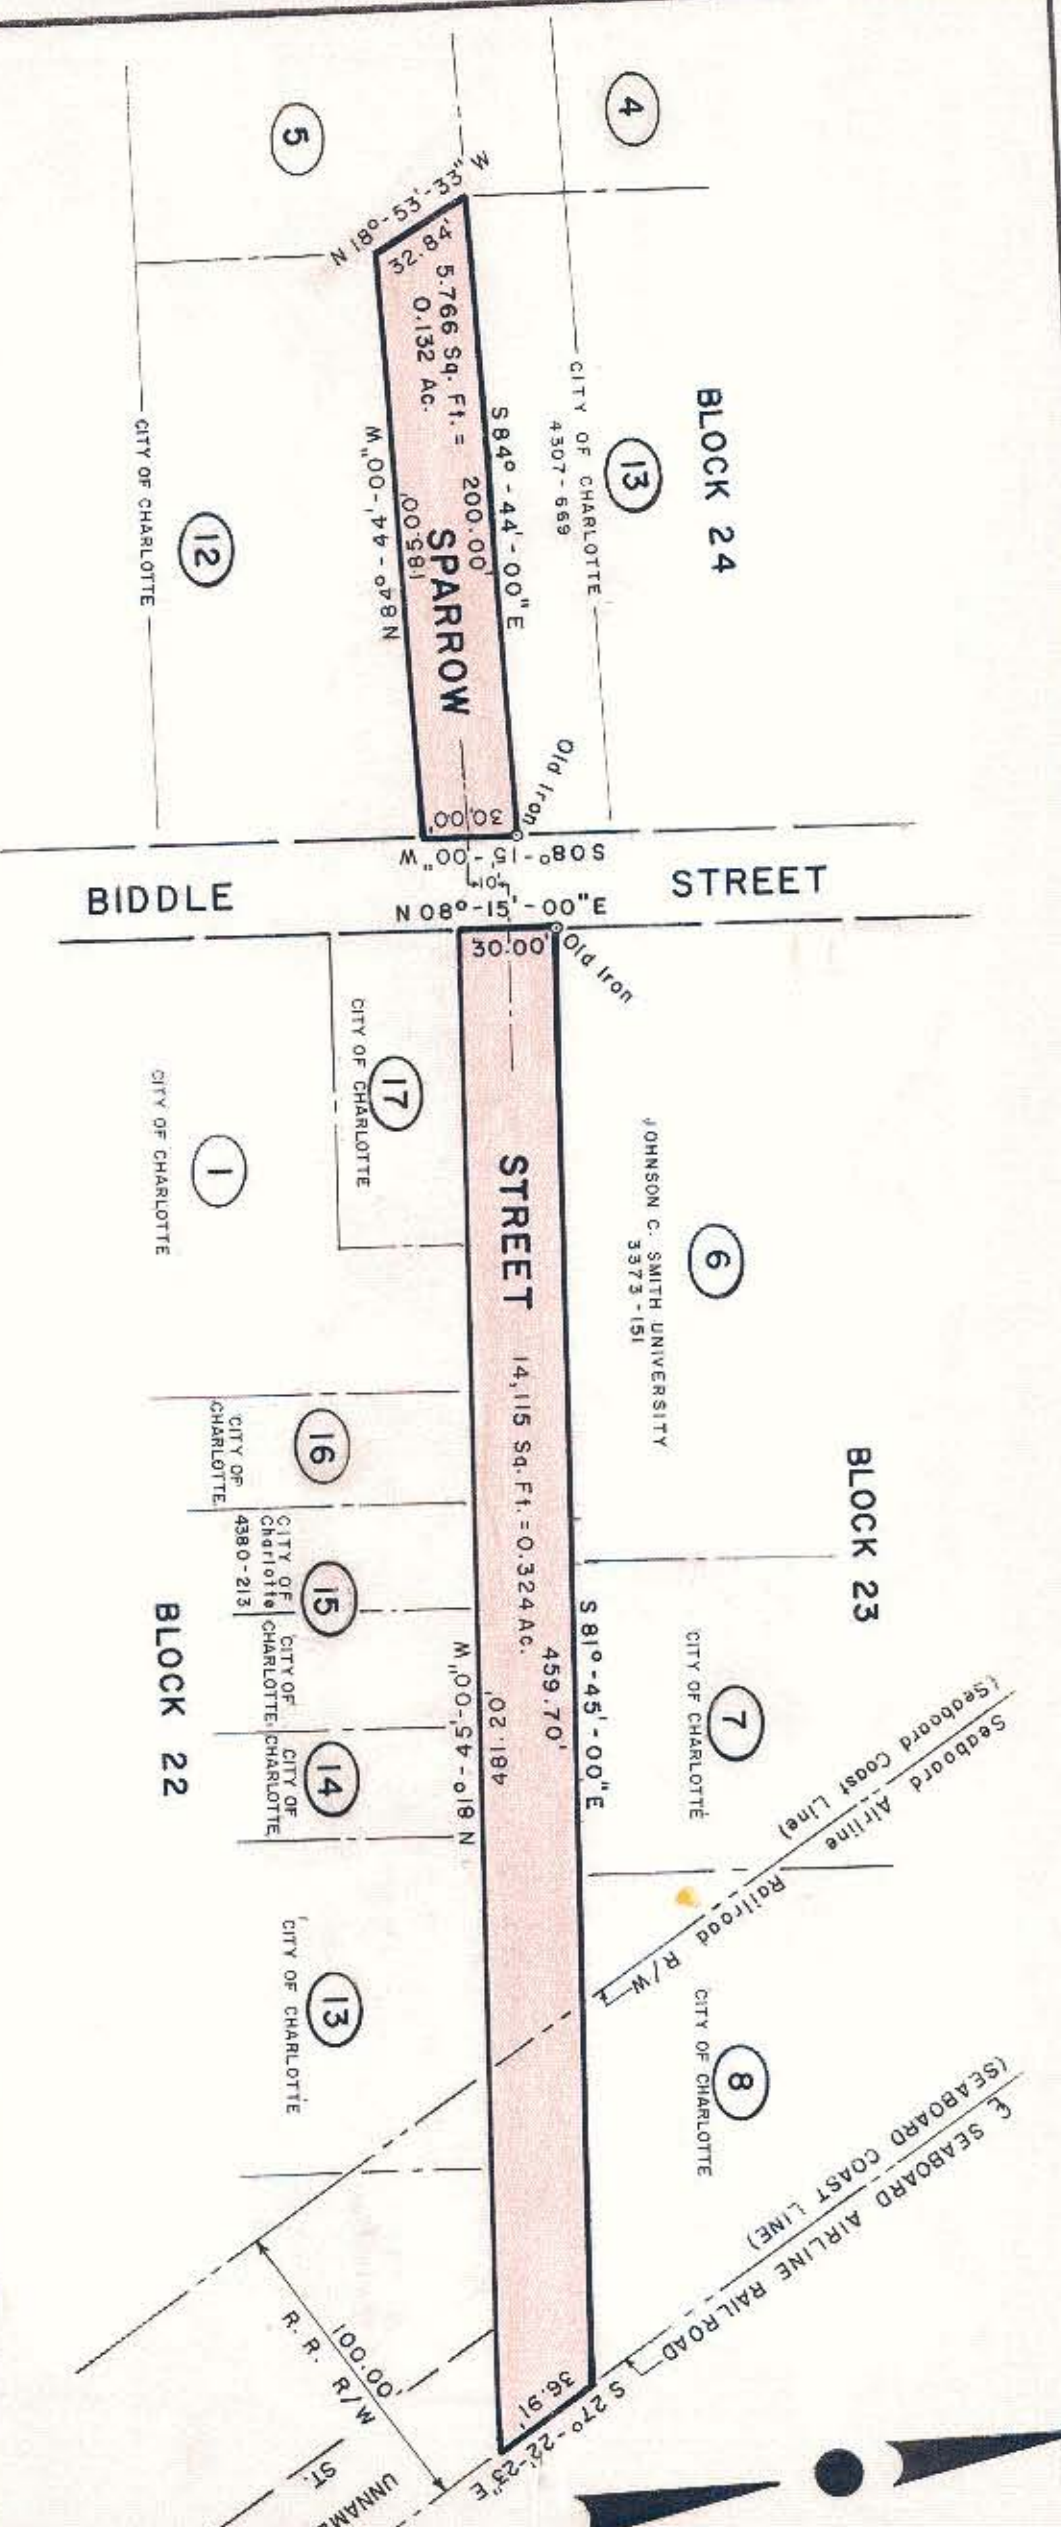 4
5
N 18°-53'-33" W
32.84'
5.766 Sq. Ft. =
0.132 Ac.
S 84°-44'-00" E
200.00'
185.00'
N 84°-44'-00" W
SPARROW
CITY OF CHARLOTTE
4307-669
13
BLOCK 24
12
CITY OF CHARLOTTE
Old Iron
30.00'
S 08°-15'-00" W
BIDDLE STREET
N 08°-15'-00" E
30.00'
Old Iron
17
CITY OF CHARLOTTE
1
CITY OF CHARLOTTE
STREET
14,115 Sq. Ft. = 0.324 Ac.
6
JOHNSON C. SMITH UNIVERSITY
3373-151
BLOCK 23
16
CITY OF
CHARLOTTE
15
CITY OF
Charlotte
4380-213
CITY OF
CHARLOTTE
14
CITY OF
CHARLOTTE
BLOCK 22
S 81°-45'-00" E
459.70'
481.20'
N 81°-45'-00" W
7
CITY OF CHARLOTTE
Seaboard Airline Railroad R/W
(Seaboard Coast Line)
13
CITY OF CHARLOTTE
8
CITY OF CHARLOTTE
℄ SEABOARD AIRLINE RAILROAD
(SEABOARD COAST LINE)
36.91'
S 27°-22'-23" E
100.00
R. R. R/W
ST.